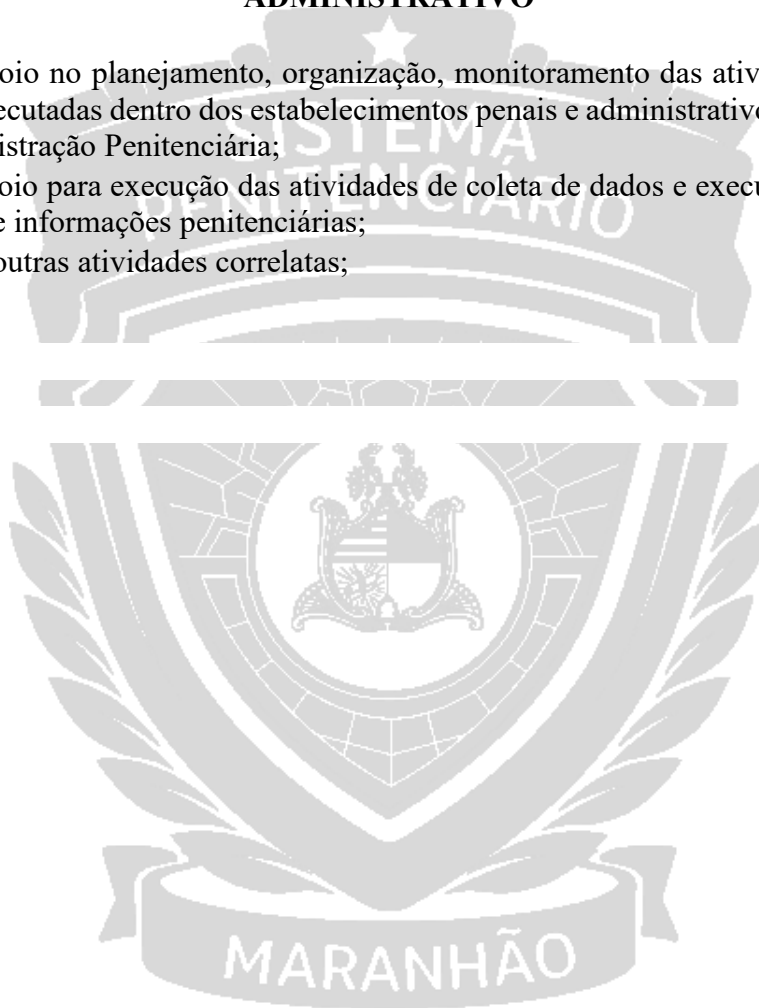 ADMINISTRATIVO
oio no planejamento, organização, monitoramento das ativ
ecutadas dentro dos estabelecimentos penais e administrativo
istração Penitenciária;
oio para execução das atividades de coleta de dados e execu
e informações penitenciárias;
outras atividades correlatas;
SISTEMA
PENITENCIÁRIO
MARANHÃO